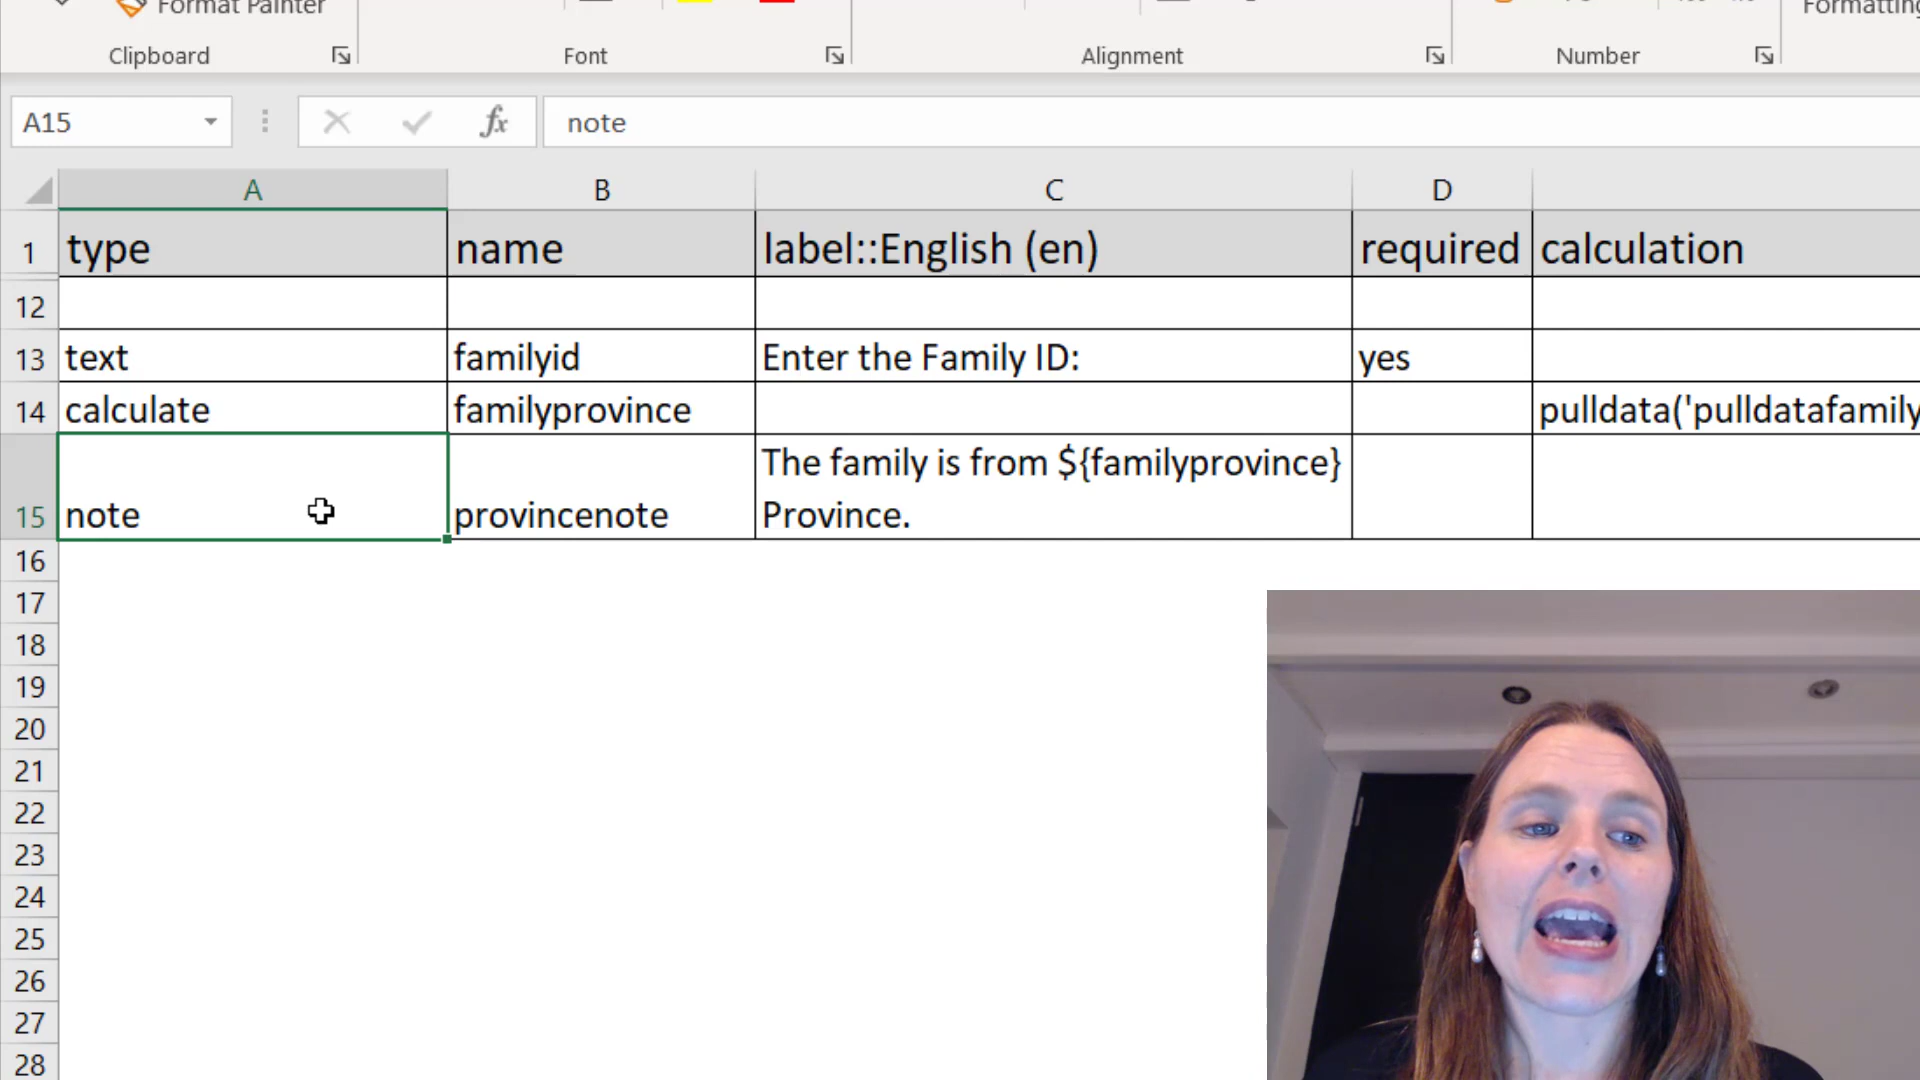 Format Painter
Clipboard Font Alignment Number Formatting
A15 fx note
A B C D
1 type name label::English (en) required calculation
12
13 text familyid Enter the Family ID: yes
14 calculate familyprovince pulldata('pulldatafamily
The family is from ${familyprovince}
15 note provincenote Province.
16
17
18
19
20
21
22
23
24
25
26
27
28